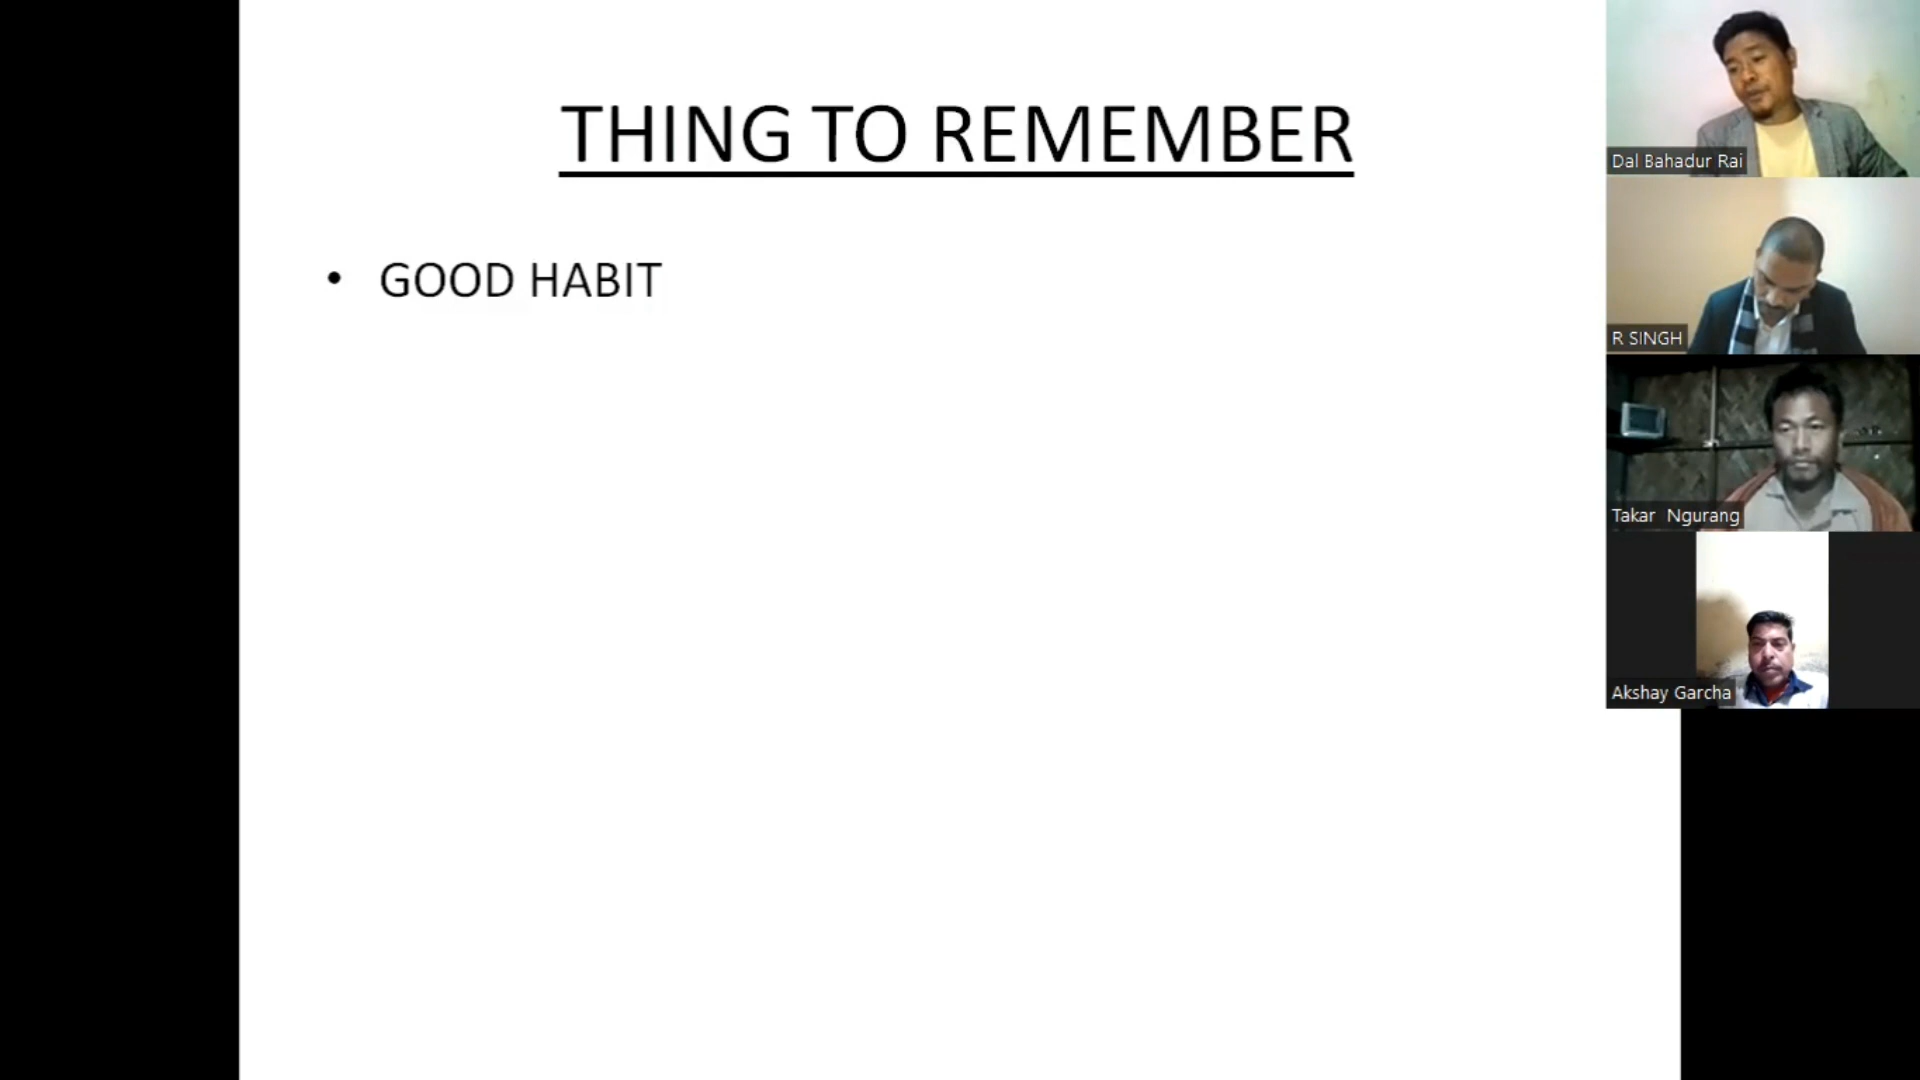 THING TO REMEMBER
• GOOD HABIT
Dal Bahadur Rai
R SINGH
Takar Ngurang
Akshay Garcha